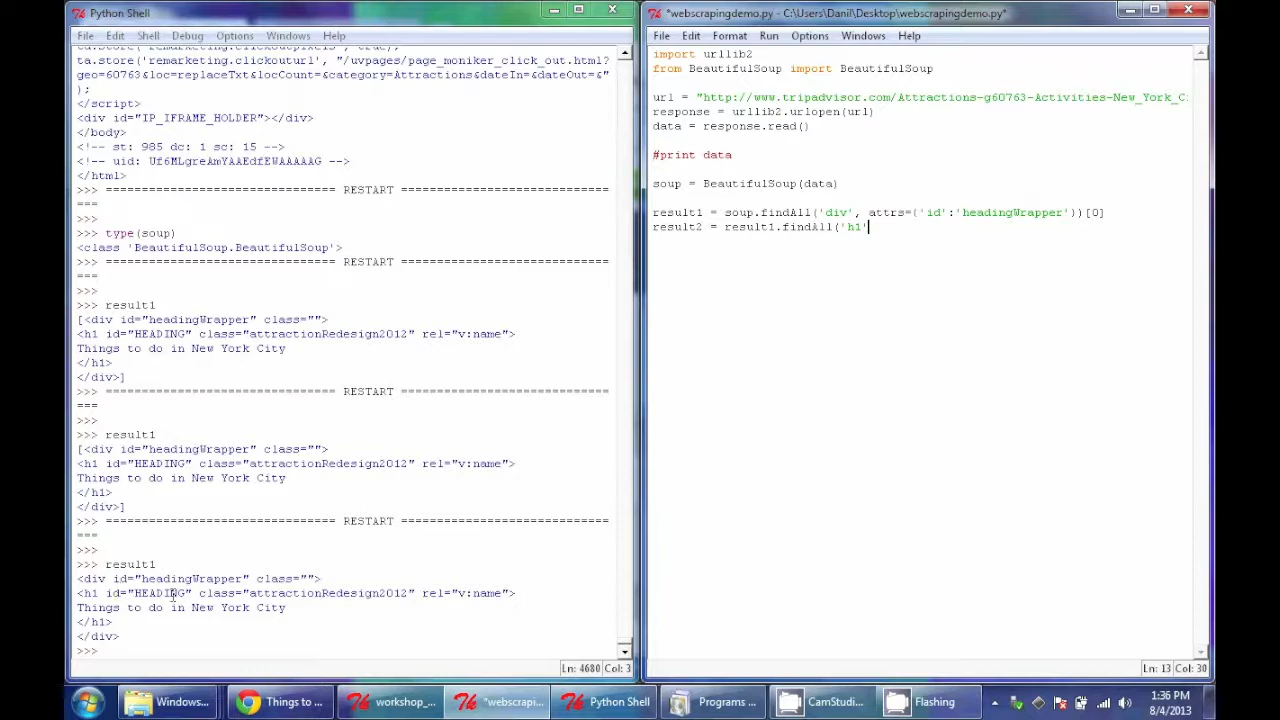 Python Shell
File Edit Shell Debug Options Windows Help
ta.store('remarketing.clickouturl', "/uvpages/page_moniker_click_out.html?
geo=60763&loc=replaceTxt&locCount=&category=Attractions&dateIn=&dateOut=&"
);
</script>
<div id="IP_IFRAME_HOLDER"></div>
</body>
<!-- st: 985 dc: 1 sc: 15 -->
<!-- uid: Uf6MLgreAmYAAEdfEWAAAAAG -->
</html>
>>> ================================ RESTART =============================
===
>>>
>>> type(soup)
<class 'BeautifulSoup.BeautifulSoup'>
>>> ================================ RESTART =============================
===
>>>
>>> result1
[<div id="headingWrapper" class="">
<h1 id="HEADING" class="attractionRedesign2012" rel="v:name">
Things to do in New York City
</h1>
</div>]
>>> ================================ RESTART =============================
===
>>>
>>> result1
[<div id="headingWrapper" class="">
<h1 id="HEADING" class="attractionRedesign2012" rel="v:name">
Things to do in New York City
</h1>
</div>]
>>> ================================ RESTART =============================
===
>>>
>>> result1
<div id="headingWrapper" class="">
<h1 id="HEADING" class="attractionRedesign2012" rel="v:name">
Things to do in New York City
</h1>
</div>
>>>
Ln: 4680 Col: 3
*webscrapingdemo.py - C:\Users\Danil\Desktop\webscrapingdemo.py*
File Edit Format Run Options Windows Help
import urllib2
from BeautifulSoup import BeautifulSoup
url = "http://www.tripadvisor.com/Attractions-g60763-Activities-New_York_C
response = urllib2.urlopen(url)
data = response.read()
#print data
soup = BeautifulSoup(data)
result1 = soup.findAll('div', attrs={'id':'headingWrapper'})[0]
result2 = result1.findAll('h1'
Ln: 13 Col: 30
Windows... Things to ... workshop_... *webscrapi... Python Shell Programs ... CamStudi... Flashing
1:36 PM
8/4/2013